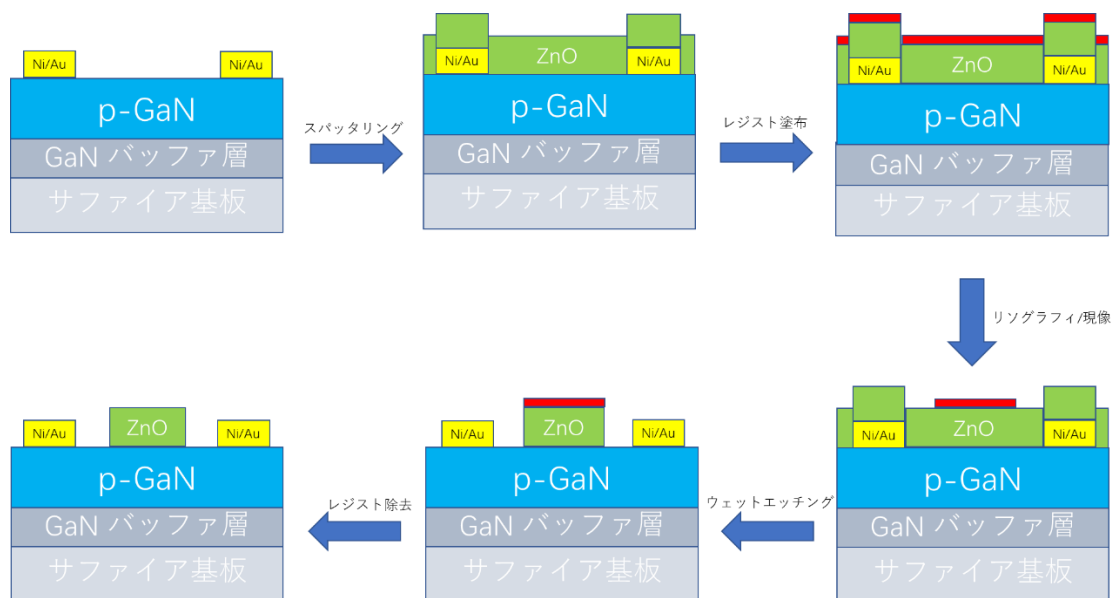 Ni/Au
Ni/Au
p-GaN
GaN バッファ層
サファイア基板
スパッタリング
ZnO
Ni/Au
Ni/Au
p-GaN
GaN バッファ層
サファイア基板
レジスト塗布
ZnO
Ni/Au
Ni/Au
p-GaN
GaN バッファ層
サファイア基板
リソグラフィ/現像
ZnO
Ni/Au
Ni/Au
p-GaN
GaN バッファ層
サファイア基板
ウェットエッチング
ZnO
Ni/Au
Ni/Au
p-GaN
GaN バッファ層
サファイア基板
レジスト除去
ZnO
Ni/Au
Ni/Au
p-GaN
GaN バッファ層
サファイア基板